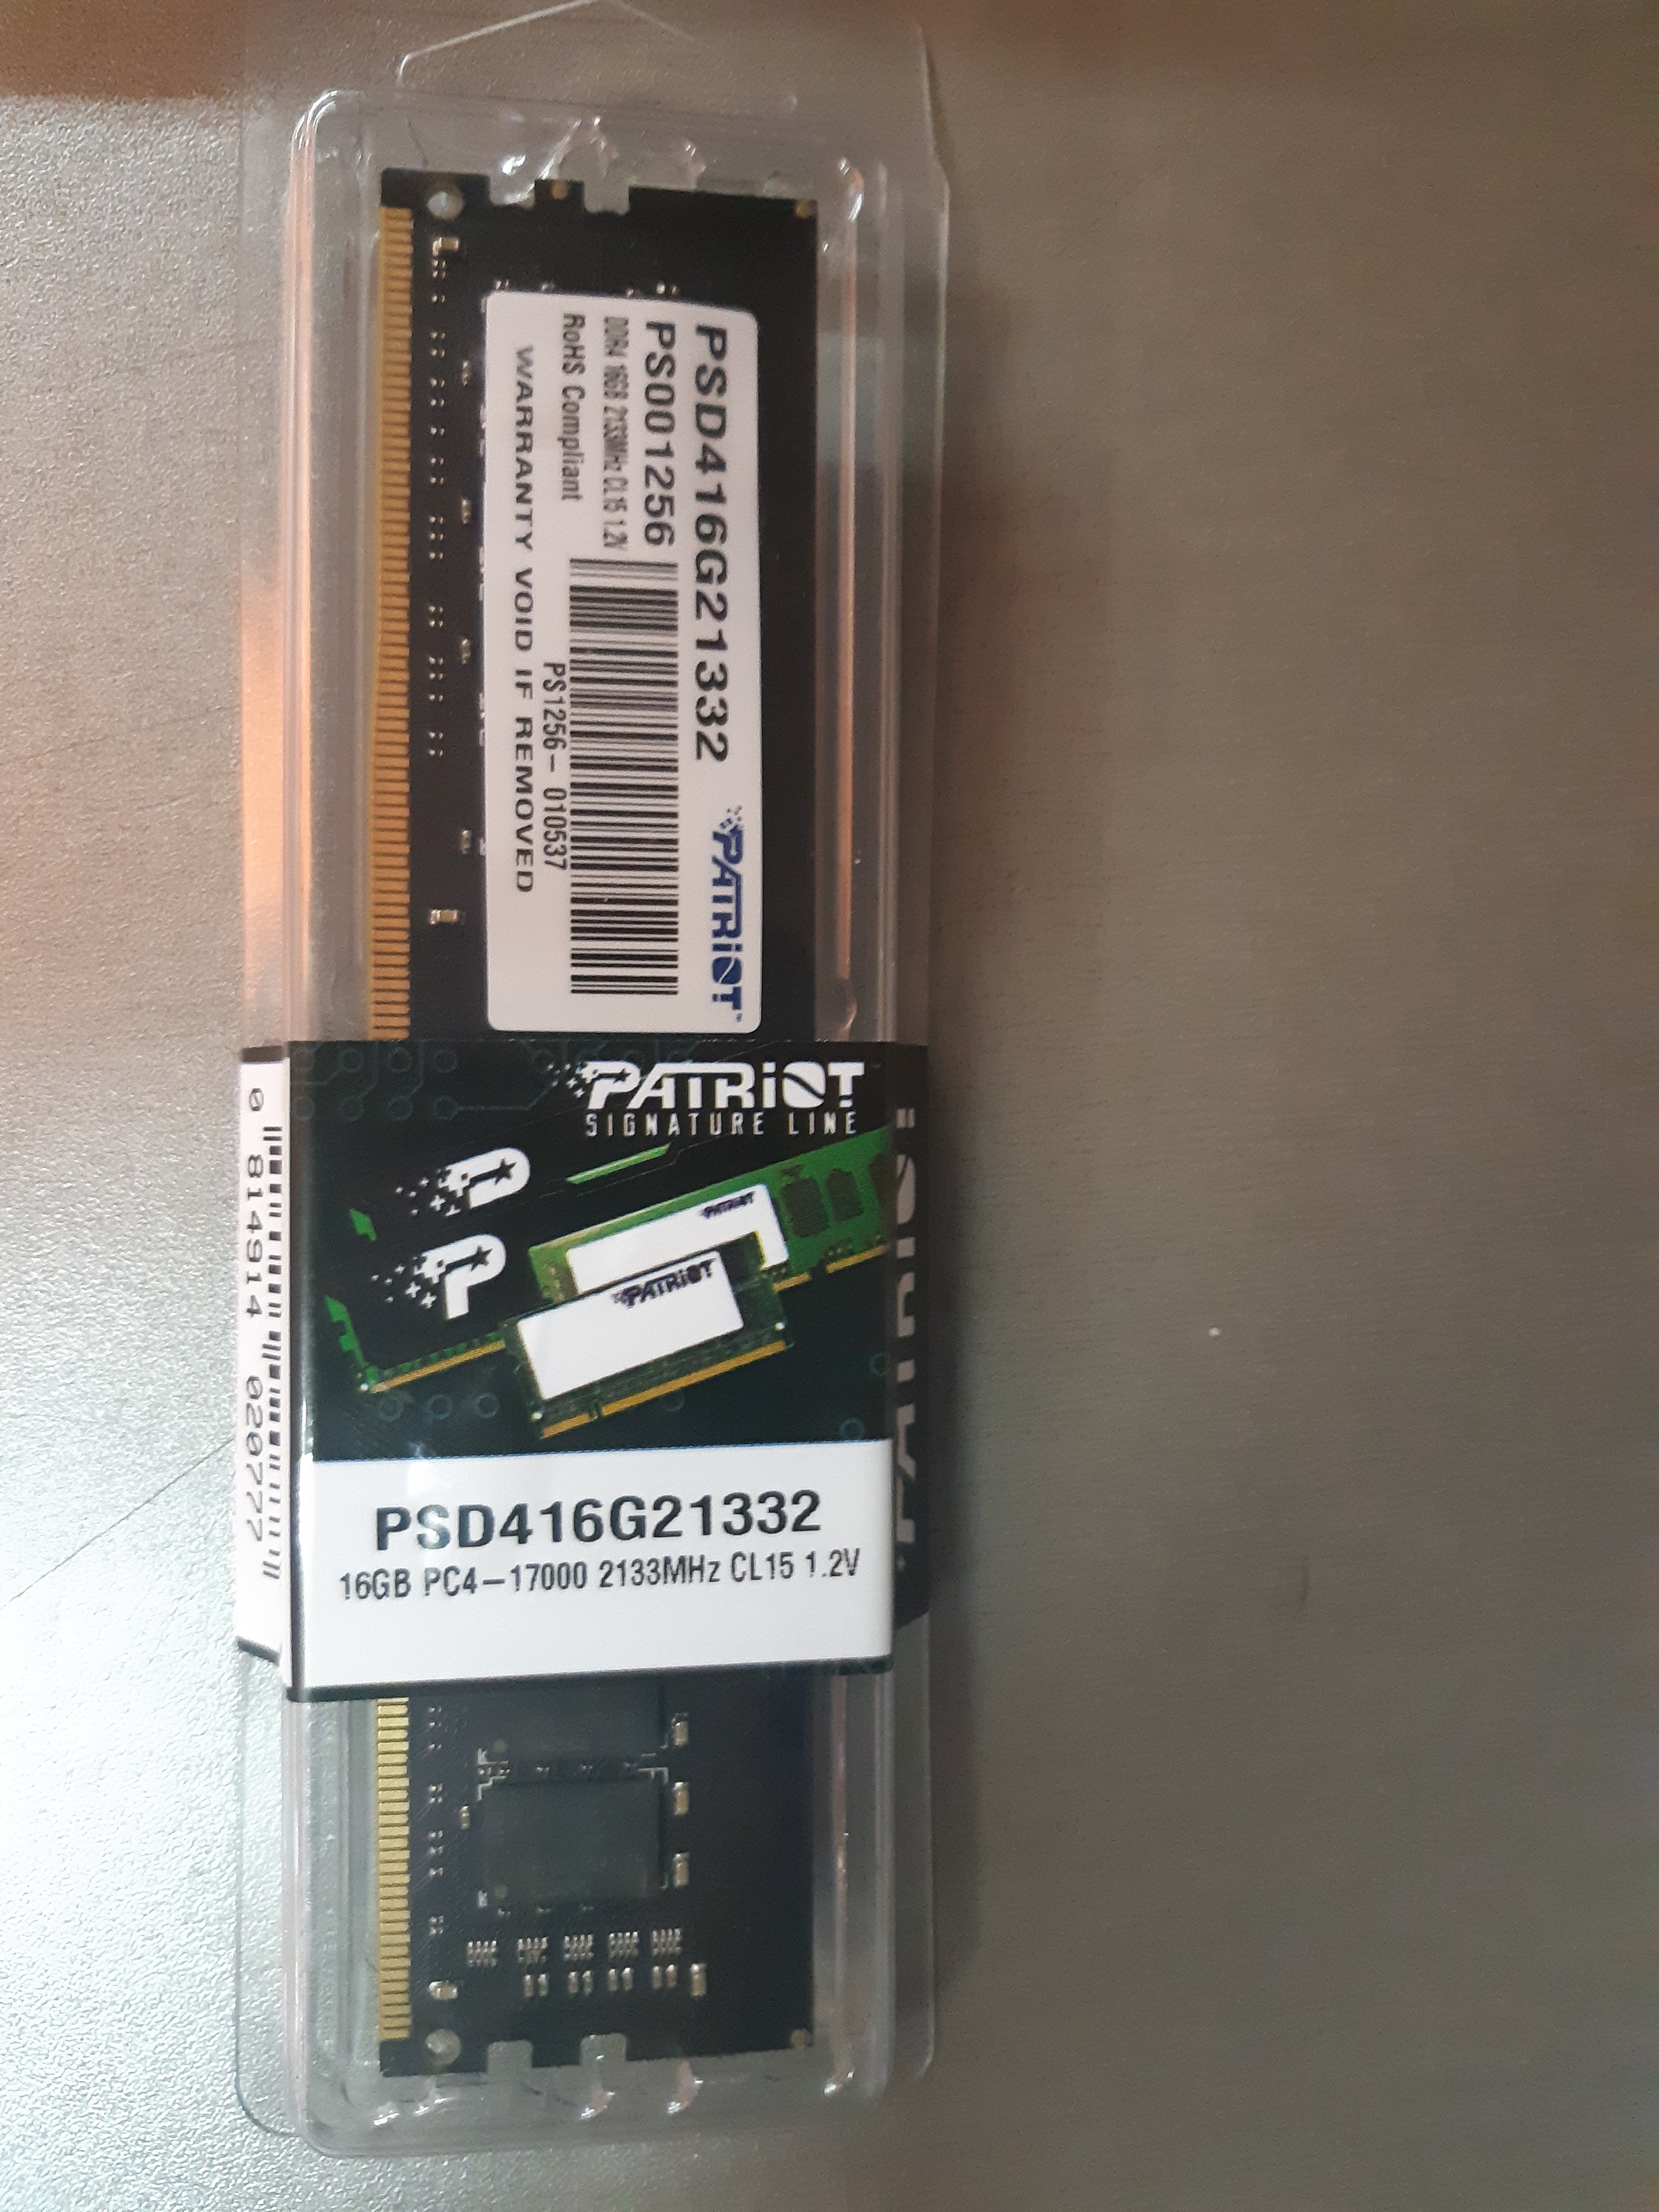 PSD416G21332
PATRIOT™
PS001256
DDR4 16GB 2133MHz CL15 1.2V
RoHS Compliant
PS1256- 010537
WARRANTY VOID IF REMOVED
PATRIOT
SIGNATURE LINE
PATRIOT
PATRIOT
PSD416G21332
16GB PC4-17000 2133MHz CL15 1.2V
0 814914 020777
PATRIOT